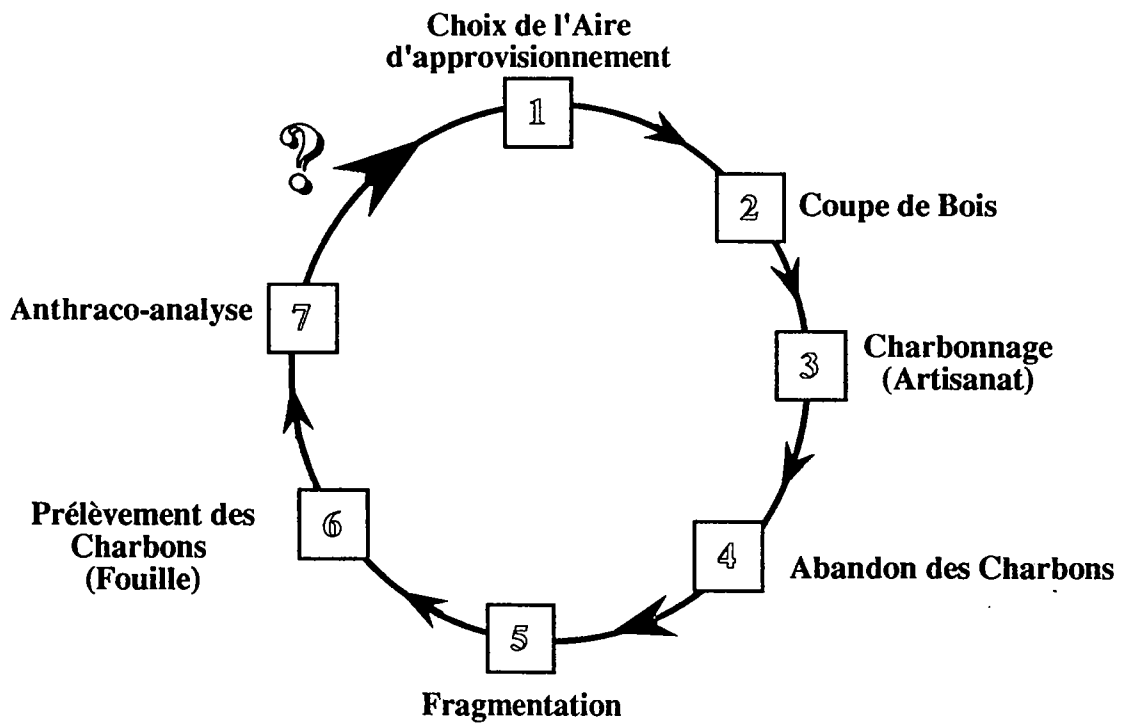 Choix de l'Aire
d'approvisionnement
1
?
2
Coupe de Bois
7
Anthraco-analyse
3
Charbonnage
(Artisanat)
6
Prélèvement des
Charbons
(Fouille)
4
Abandon des Charbons
5
Fragmentation